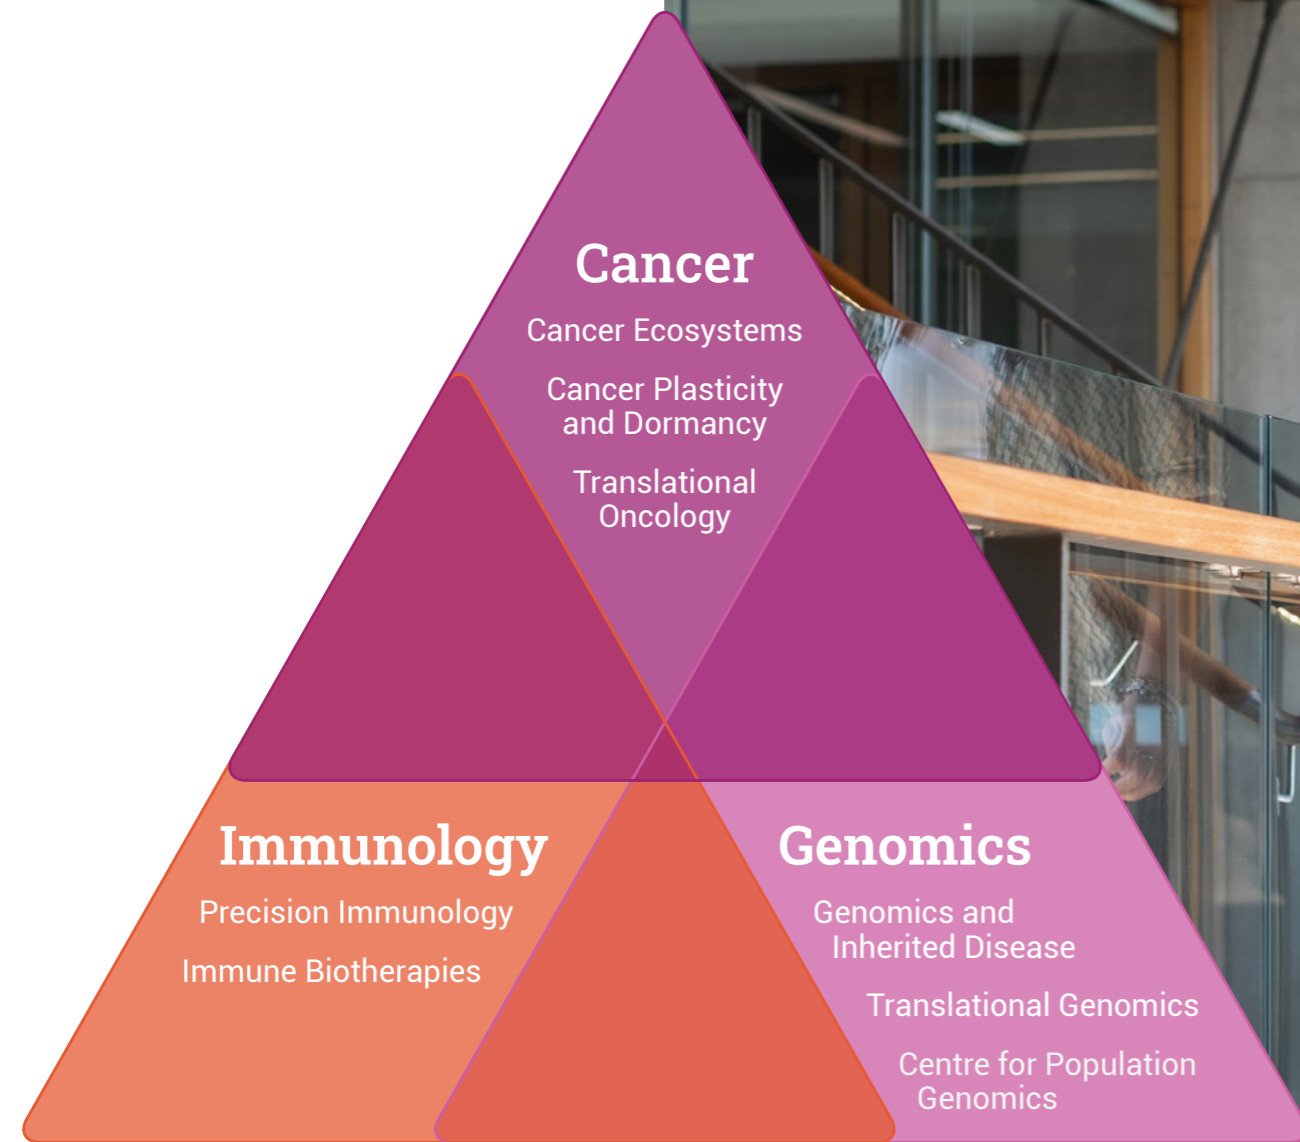 Cancer
Cancer Ecosystems
Cancer Plasticity
and Dormancy
Translational
Oncology
Immunology
Precision Immunology
Immune Biotherapies
Genomics
Genomics and
Inherited Disease
Translational Genomics
Centre for Population
Genomics